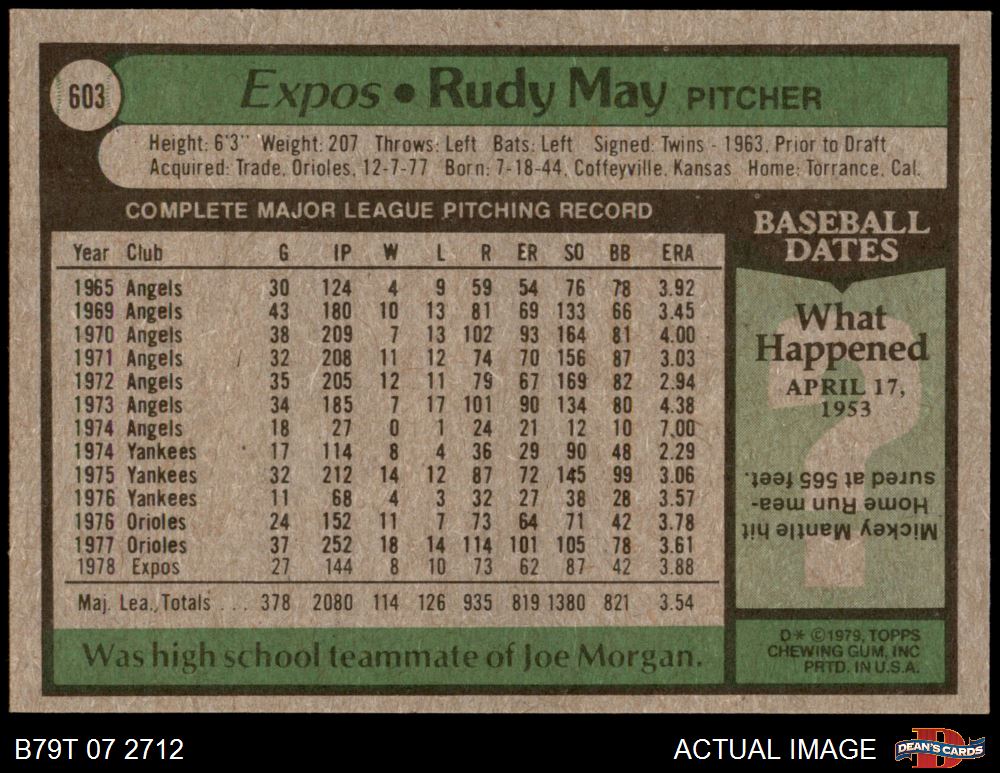 603
Expos • Rudy May PITCHER
Height: 6'3" Weight: 207 Throws: Left Bats: Left Signed: Twins - 1963, Prior to Draft
Acquired: Trade, Orioles, 12-7-77 Born: 7-18-44, Coffeyville, Kansas Home: Torrance, Cal.
COMPLETE MAJOR LEAGUE PITCHING RECORD
Year Club G IP W L R ER SO BB ERA
1965 Angels 30 124 4 9 59 54 76 78 3.92
1969 Angels 43 180 10 13 81 69 133 66 3.45
1970 Angels 38 209 7 13 102 93 164 81 4.00
1971 Angels 32 208 11 12 74 70 156 87 3.03
1972 Angels 35 205 12 11 79 67 169 82 2.94
1973 Angels 34 185 7 17 101 90 134 80 4.38
1974 Angels 18 27 0 1 24 21 12 10 7.00
1974 Yankees 17 114 8 4 36 29 90 48 2.29
1975 Yankees 32 212 14 12 87 72 145 99 3.06
1976 Yankees 11 68 4 3 32 27 38 28 3.57
1976 Orioles 24 152 11 7 73 64 71 42 3.78
1977 Orioles 37 252 18 14 114 101 105 78 3.61
1978 Expos 27 144 8 10 73 62 87 42 3.88
Maj. Lea. Totals ... 378 2080 114 126 935 819 1380 821 3.54
Was high school teammate of Joe Morgan.
BASEBALL
DATES
What
Happened
APRIL 17,
1953
Mickey Mantle hit
Home Run mea-
sured at 565 feet.
D* ©1979, TOPPS
CHEWING GUM, INC
PRTD. IN U.S.A.
B79T 07 2712
ACTUAL IMAGE
DEAN'S CARDS